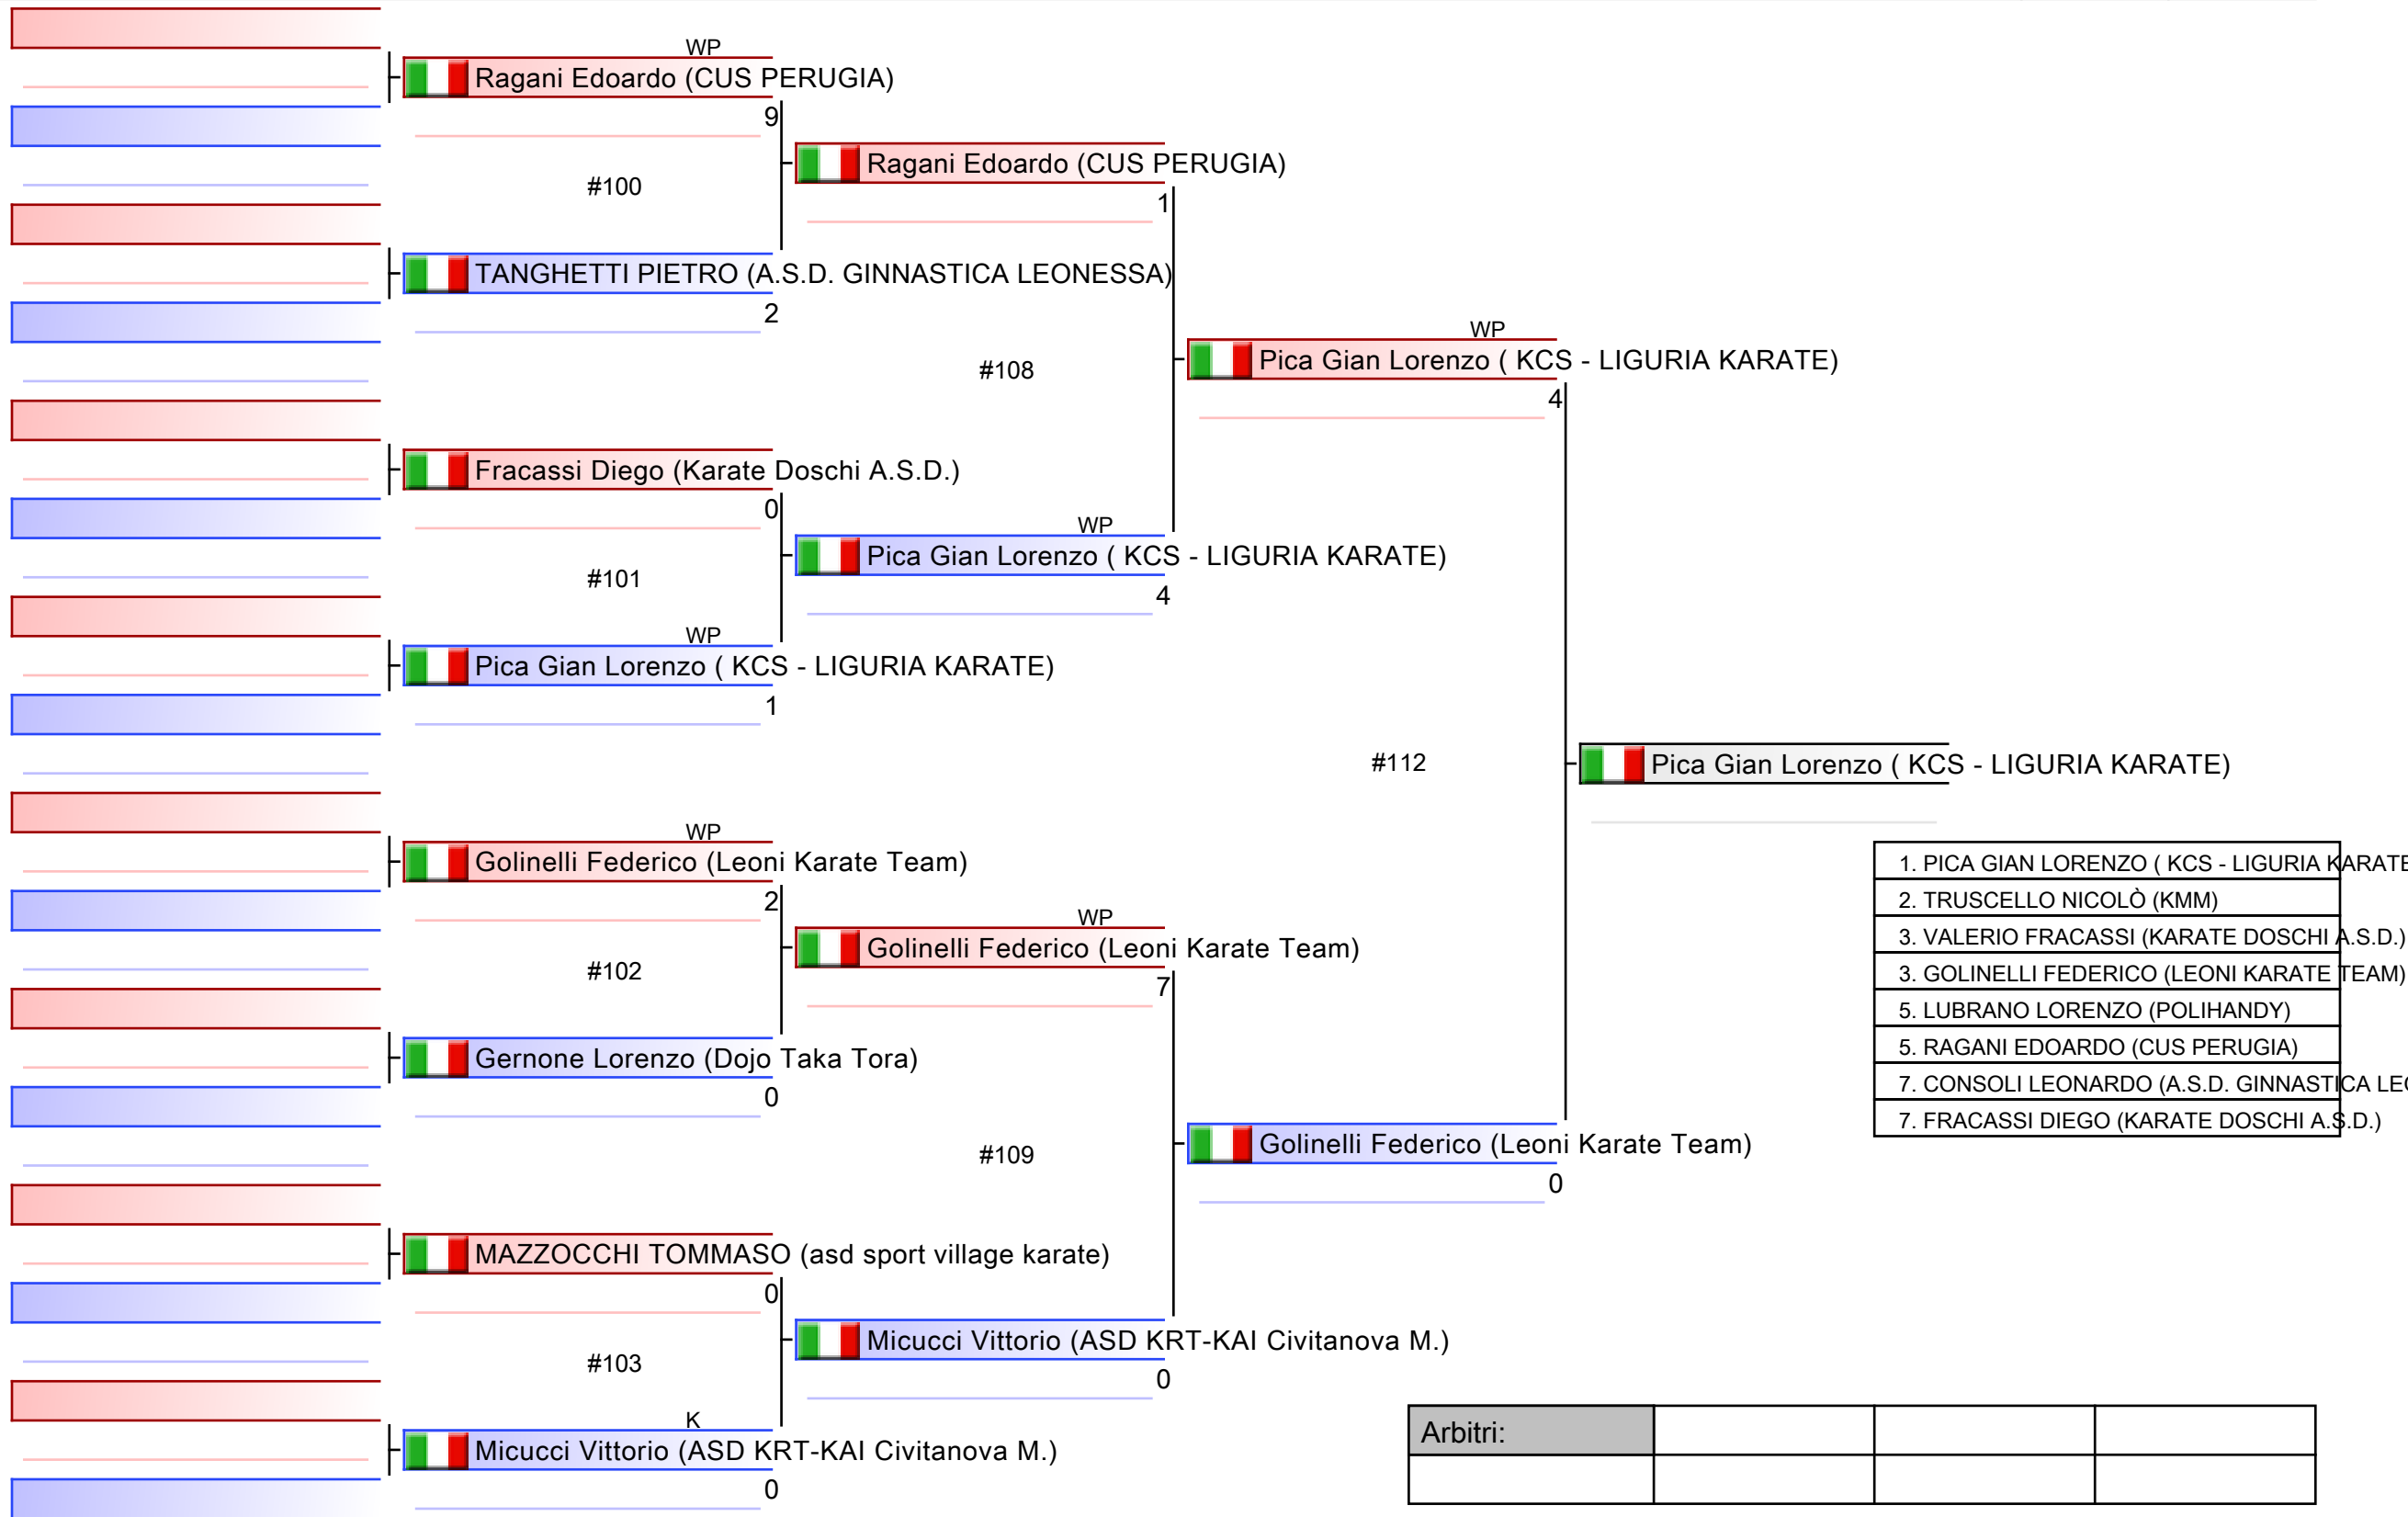 WP
Ragani Edoardo (CUS PERUGIA)
9
#100
TANGHETTI PIETRO (A.S.D. GINNASTICA LEONESSA)
2
Fracassi Diego (Karate Doschi A.S.D.)
0
#101
WP
Pica Gian Lorenzo ( KCS - LIGURIA KARATE)
1
WP
Golinelli Federico (Leoni Karate Team)
2
#102
Gernone Lorenzo (Dojo Taka Tora)
0
MAZZOCCHI TOMMASO (asd sport village karate)
0
#103
K
Micucci Vittorio (ASD KRT-KAI Civitanova M.)
0
Ragani Edoardo (CUS PERUGIA)
1
#108
WP
Pica Gian Lorenzo ( KCS - LIGURIA KARATE)
4
WP
Golinelli Federico (Leoni Karate Team)
7
#109
Micucci Vittorio (ASD KRT-KAI Civitanova M.)
0
WP
Pica Gian Lorenzo ( KCS - LIGURIA KARATE)
4
#112
Golinelli Federico (Leoni Karate Team)
0
Pica Gian Lorenzo ( KCS - LIGURIA KARATE)
1. PICA GIAN LORENZO ( KCS - LIGURIA KARATE
2. TRUSCELLO NICOLÒ (KMM)
3. VALERIO FRACASSI (KARATE DOSCHI A.S.D.)
3. GOLINELLI FEDERICO (LEONI KARATE TEAM)
5. LUBRANO LORENZO (POLIHANDY)
5. RAGANI EDOARDO (CUS PERUGIA)
7. CONSOLI LEONARDO (A.S.D. GINNASTICA LEO
7. FRACASSI DIEGO (KARATE DOSCHI A.S.D.)
Arbitri: